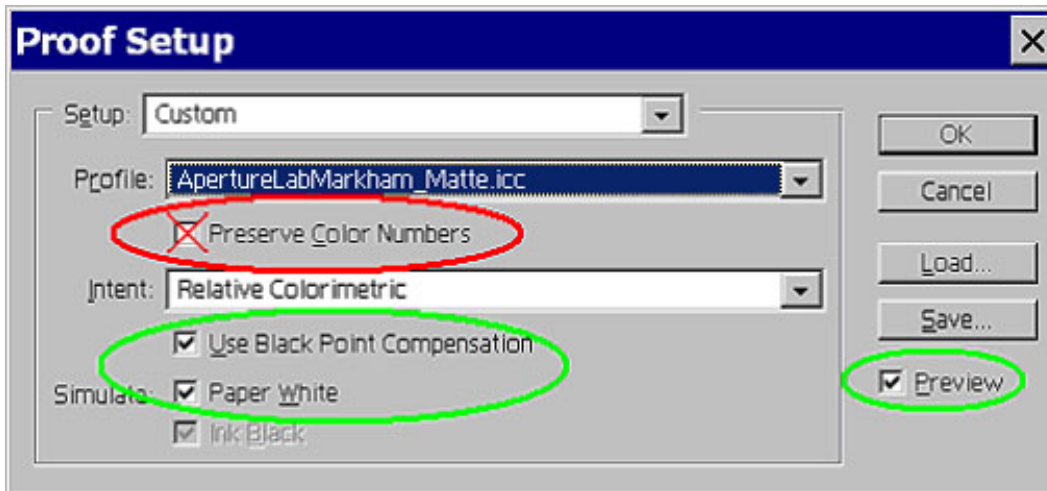 Proof Setup
Setup: Custom
OK
Profile: ApertureLabMarkham_Matte.icc
Cancel
Preserve Color Numbers
Load...
Intent: Relative Colorimetric
Save...
Use Black Point Compensation
Preview
Simulate: Paper White
Ink Black